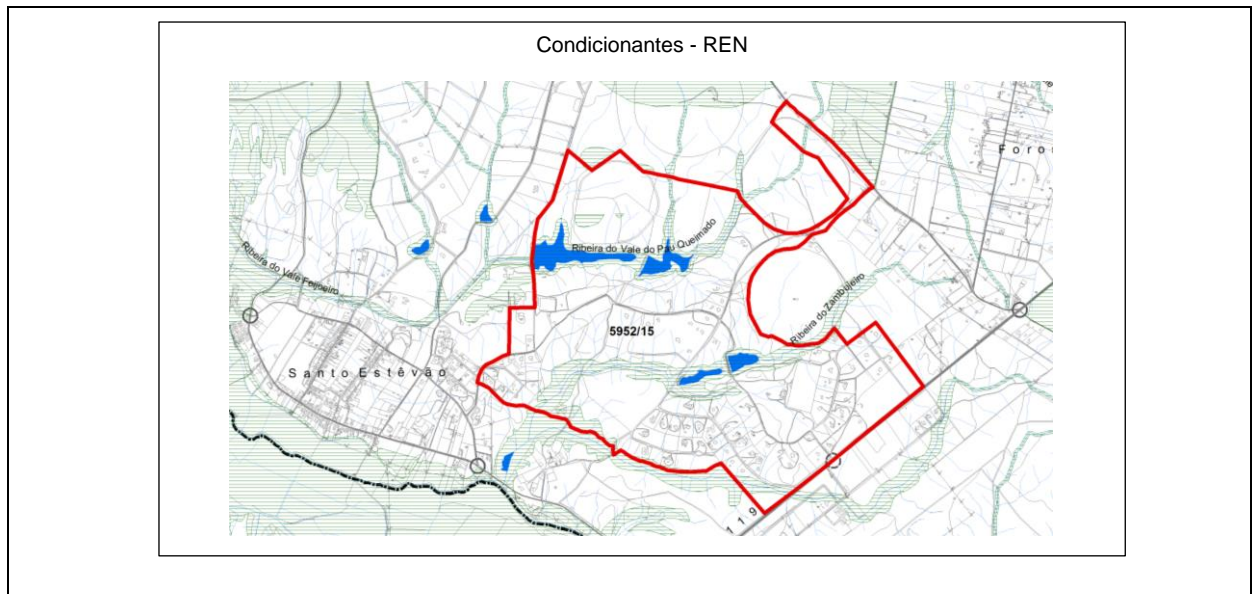 Condicionantes - REN
Foros
Ribeira do Vale do Pau Queimado
Ribeira do Vale Feijoeiro
Ribeira do Zambujeiro
5952/15
Santo Estêvão
119